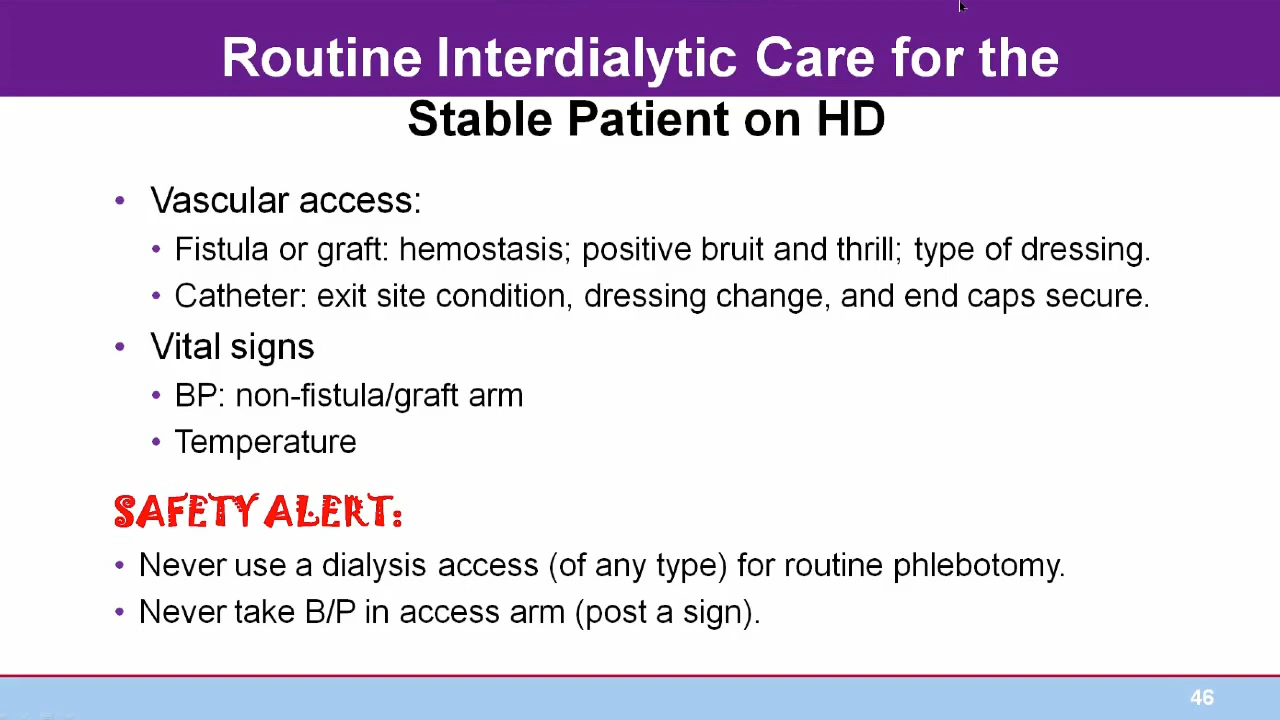 Routine Interdialytic Care for the
Stable Patient on HD
• Vascular access:
• Fistula or graft: hemostasis; positive bruit and thrill; type of dressing.
• Catheter: exit site condition, dressing change, and end caps secure.
• Vital signs
• BP: non-fistula/graft arm
• Temperature
SAFETY ALERT:
• Never use a dialysis access (of any type) for routine phlebotomy.
• Never take B/P in access arm (post a sign).
46